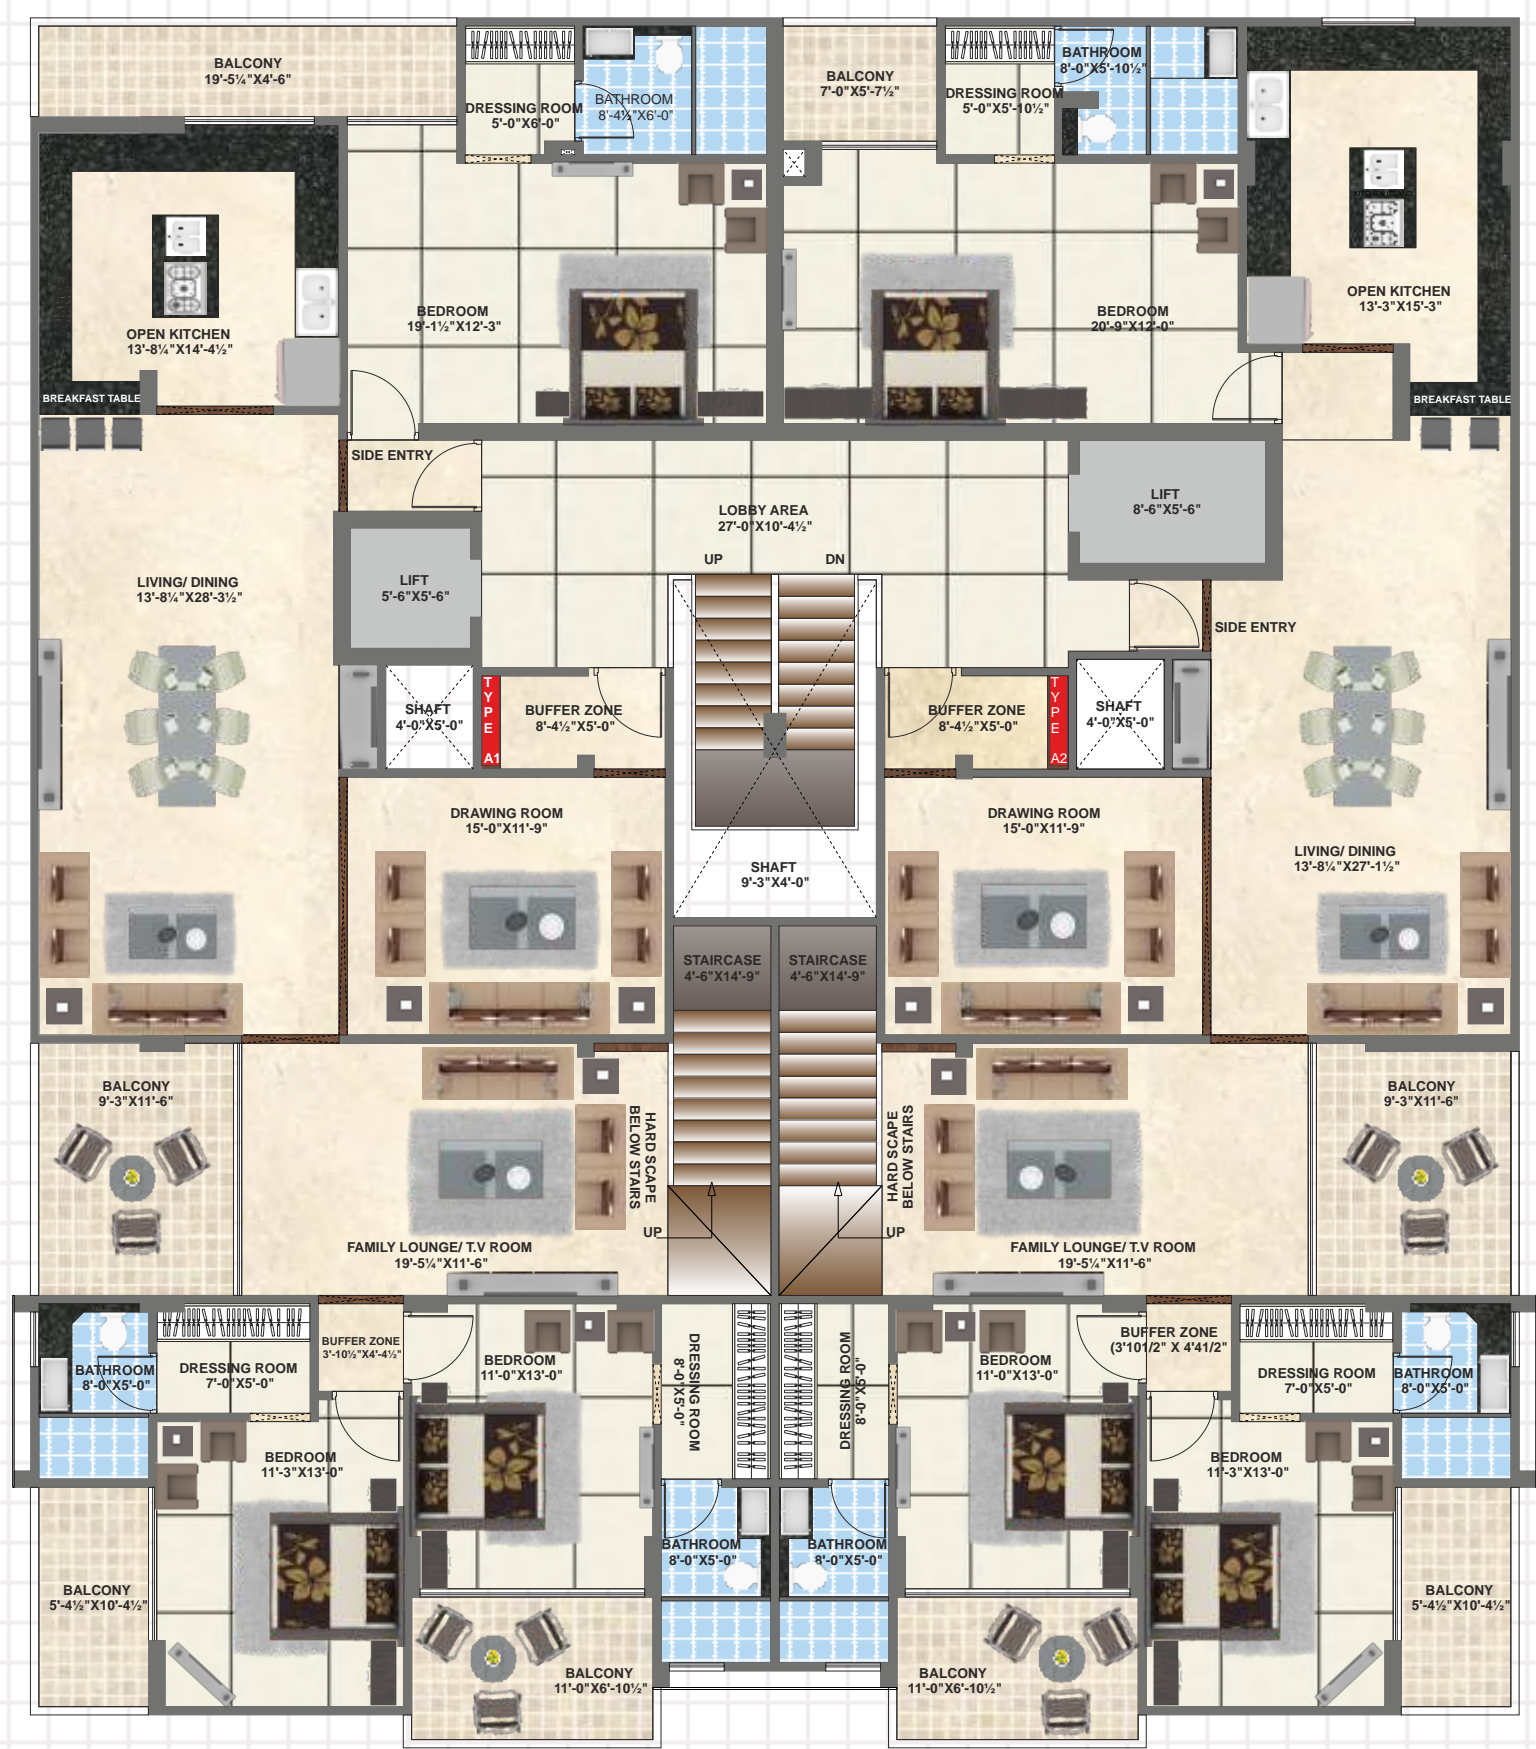 BALCONY
19'-5¼"X4'-6"
DRESSING ROOM
5'-0"X6'-0"
BATHROOM
8'-4½"X6'-0"
BALCONY
7'-0"X5'-7½"
DRESSING ROOM
5'-0"X5'-10½"
BATHROOM
8'-0"X5'-10½"
OPEN KITCHEN
13'-8¼"X14'-4½"
BEDROOM
19'-1½"X12'-3"
BEDROOM
20'-9"X12'-0"
KITCHEN ISLAND
OPEN KITCHEN
13'-3"X15'-3"
BREAKFAST TABLE
BREAKFAST TABLE
SIDE ENTRY
LOBBY AREA
27'-0"X10'-4½"
LIFT
8'-6"X5'-6"
UP
DN
LIVING/ DINING
13'-8¼"X28'-3½"
LIFT
5'-6"X5'-6"
SIDE ENTRY
SHAFT
4'-0"X5'-0"
TYPE A1
BUFFER ZONE
8'-4½"X5'-0"
BUFFER ZONE
8'-4½"X5'-0"
TYPE A2
SHAFT
4'-0"X5'-0"
DRAWING ROOM
15'-0"X11'-9"
DRAWING ROOM
15'-0"X11'-9"
SHAFT
9'-3"X4'-0"
LIVING/ DINING
13'-8¼"X27'-1½"
STAIRCASE
4'-6"X14'-9"
STAIRCASE
4'-6"X14'-9"
BALCONY
9'-3"X11'-6"
HARD SCAPE
BELOW STAIRS
HARD SCAPE
BELOW STAIRS
BALCONY
9'-3"X11'-6"
UP
UP
FAMILY LOUNGE/ T.V ROOM
19'-5¼"X11'-6"
FAMILY LOUNGE/ T.V ROOM
19'-5¼"X11'-6"
BATHROOM
8'-0"X5'-0"
DRESSING ROOM
7'-0"X5'-0"
BUFFER ZONE
3'-10½"X4'-4½"
BEDROOM
11'-0"X13'-0"
DRESSING ROOM
8'-0"X5'-0"
DRESSING ROOM
8'-0"X5'-0"
BEDROOM
11'-0"X13'-0"
BUFFER ZONE
(3'101/2" X 4'41/2"
DRESSING ROOM
7'-0"X5'-0"
BATHROOM
8'-0"X5'-0"
BEDROOM
11'-3"X13'-0"
BEDROOM
11'-3"X13'-0"
BATHROOM
8'-0"X5'-0"
BATHROOM
8'-0"X5'-0"
BALCONY
5'-4½"X10'-4½"
BALCONY
5'-4½"X10'-4½"
BALCONY
11'-0"X6'-10½"
BALCONY
11'-0"X6'-10½"